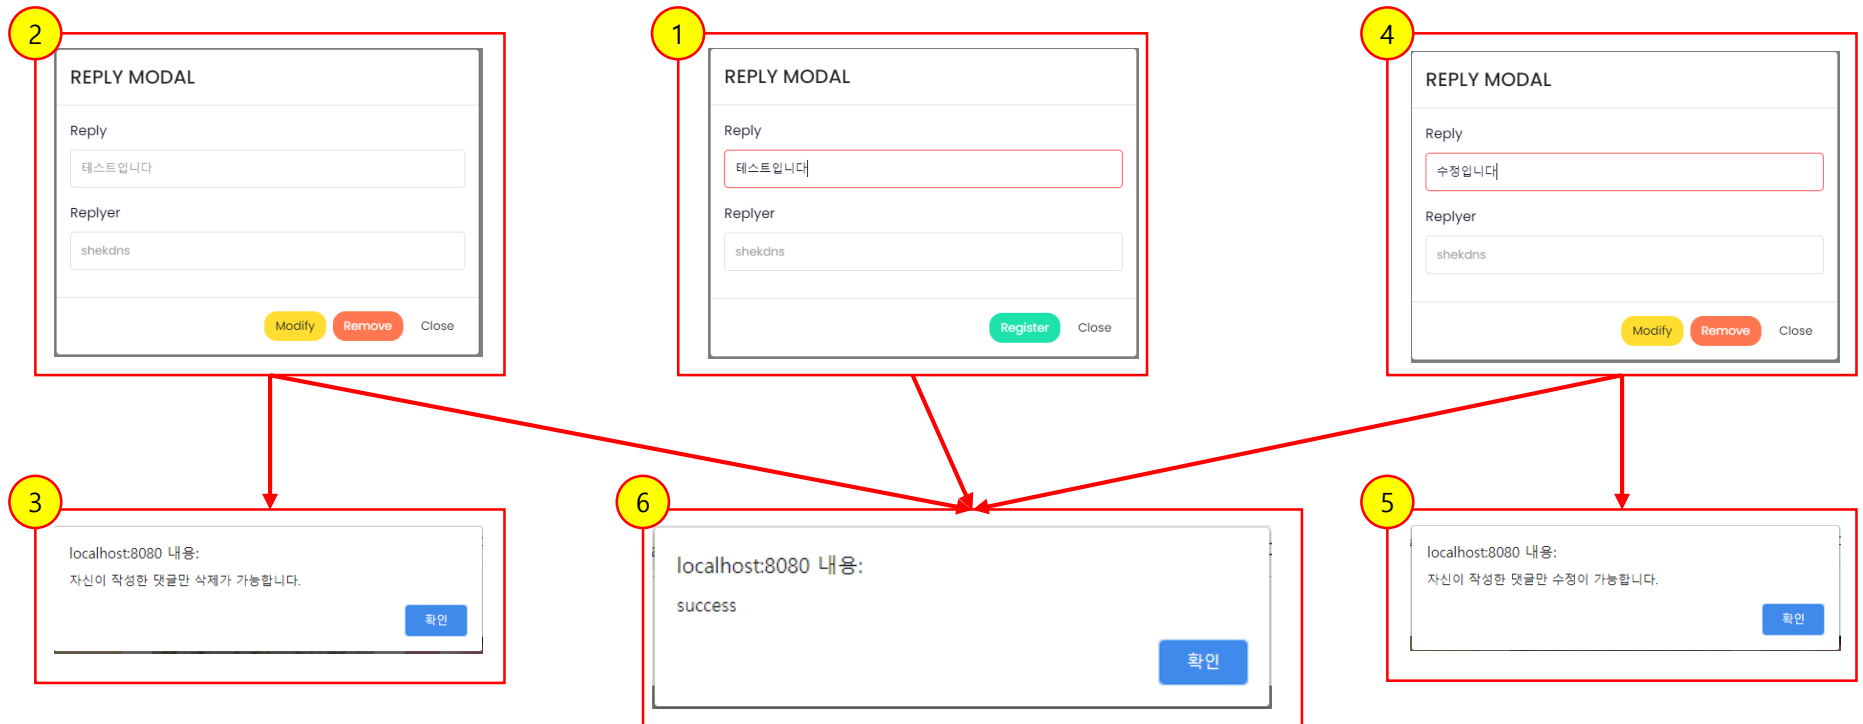 2
REPLY MODAL
Reply
테스트입니다
Replyer
shekdns
Modify Remove Close
1
REPLY MODAL
Reply
테스트입니다
Replyer
shekdns
Register Close
4
REPLY MODAL
Reply
수정입니다
Replyer
shekdns
Modify Remove Close
3
localhost:8080 내용:
자신이 작성한 댓글만 삭제가 가능합니다.
확인
6
localhost:8080 내용:
success
확인
5
localhost:8080 내용:
자신이 작성한 댓글만 수정이 가능합니다.
확인